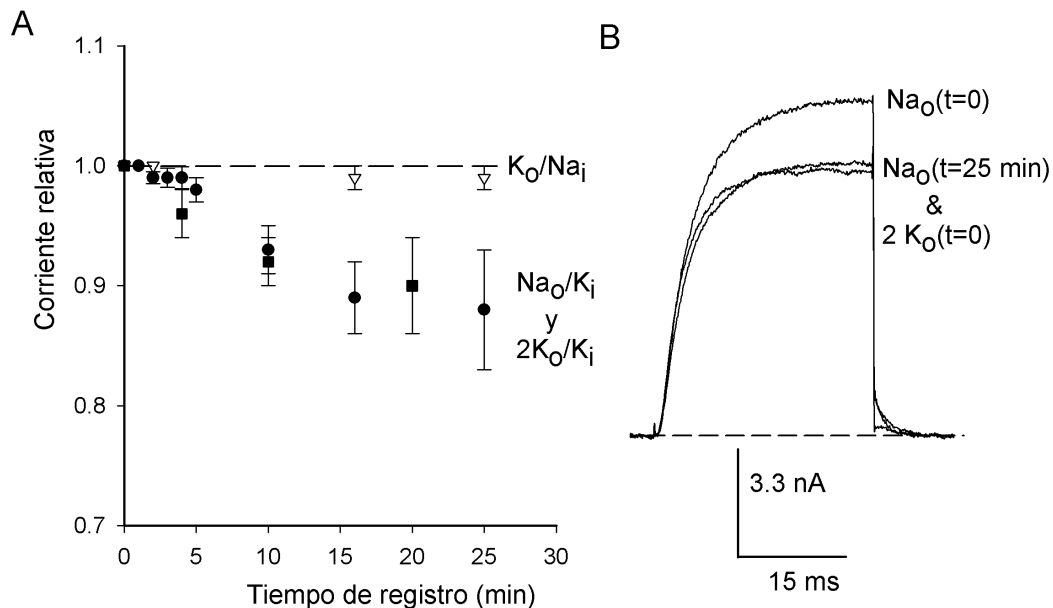 A
Corriente relativa
1.1
1.0
0.9
0.8
0.7
0
5
10
15
20
25
30
Tiempo de registro (min)
Ko/Nai
Nao/Ki
y
2Ko/Ki
B
Nao(t=0)
Nao(t=25 min)
&
2 Ko(t=0)
3.3 nA
15 ms